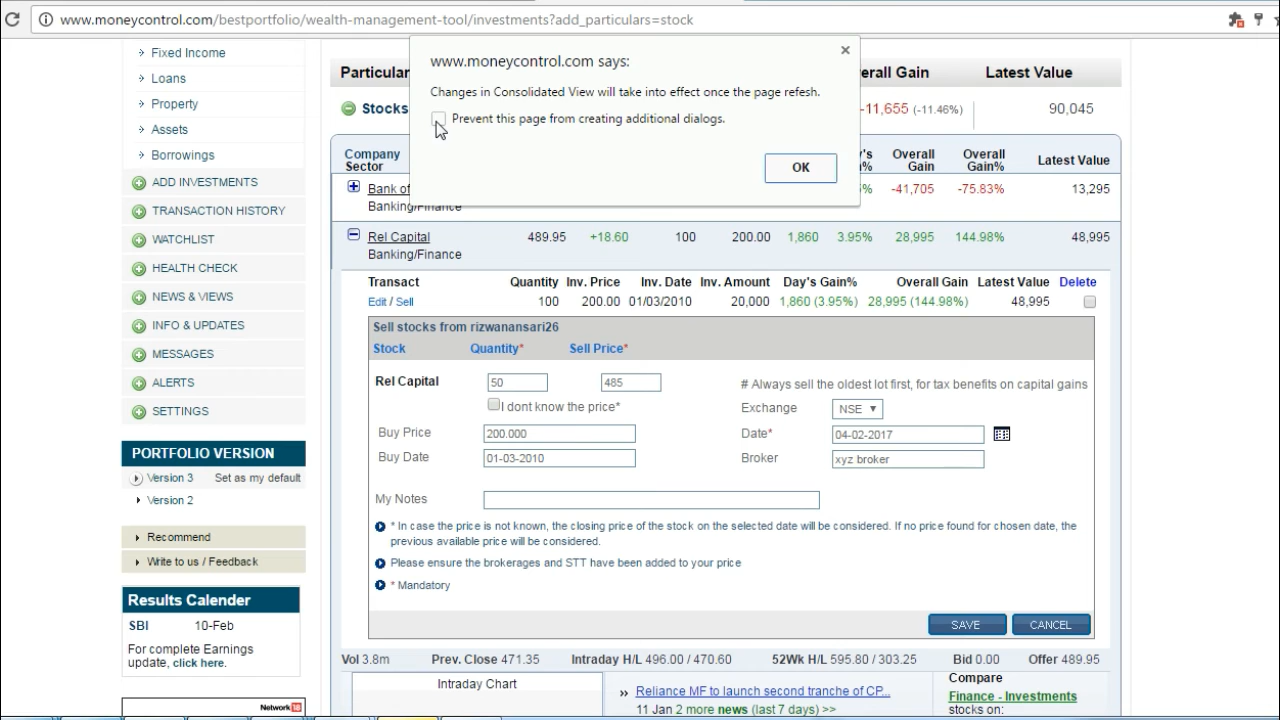 www.moneycontrol.com/bestportfolio/wealth-management-tool/investments?add_particulars=stock
Fixed Income
Loans
Property
Assets
Borrowings
ADD INVESTMENTS
TRANSACTION HISTORY
WATCHLIST
HEALTH CHECK
NEWS & VIEWS
INFO & UPDATES
MESSAGES
ALERTS
SETTINGS
PORTFOLIO VERSION
Version 3 Set as my default
Version 2
Recommend
Write to us / Feedback
Results Calender
SBI 10-Feb
For complete Earnings
update, click here.
Network18
www.moneycontrol.com says:
Changes in Consolidated View will take into effect once the page refesh.
Prevent this page from creating additional dialogs.
OK
Gain Latest Value
Stocks -11,655 (-11.46%) 90,045
Company Overall Overall Latest Value
Sector Gain Gain%
Bank of -41,705 -75.83% 13,295
Banking/Finance
Rel Capital 489.95 +18.60 100 200.00 1,860 3.95% 28,995 144.98% 48,995
Banking/Finance
Transact Quantity Inv. Price Inv. Date Inv. Amount Day's Gain% Overall Gain Latest Value Delete
Edit / Sell 100 200.00 01/03/2010 20,000 1,860 (3.95%) 28,995 (144.98%) 48,995
Sell stocks from rizwanansari26
Stock Quantity* Sell Price*
Rel Capital 50 485 # Always sell the oldest lot first, for tax benefits on capital gains
I dont know the price* Exchange NSE
Buy Price 200.000 Date* 04-02-2017
Buy Date 01-03-2010 Broker xyz broker
My Notes
* In case the price is not known, the closing price of the stock on the selected date will be considered. If no price found for chosen date, the
previous available price will be considered.
Please ensure the brokerages and STT have been added to your price
* Mandatory
SAVE CANCEL
Vol 3.8m Prev. Close 471.35 Intraday H/L 496.00 / 470.60 52Wk H/L 595.80 / 303.25 Bid 0.00 Offer 489.95
Intraday Chart
Reliance MF to launch second tranche of CP...
11 Jan 2 more news (last 7 days) >>
Compare
Finance - Investments
stocks on: